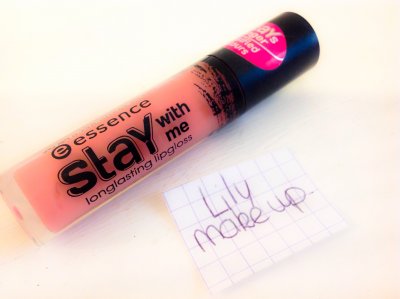 essence
stay with me
longlasting lipgloss
Lily
make up